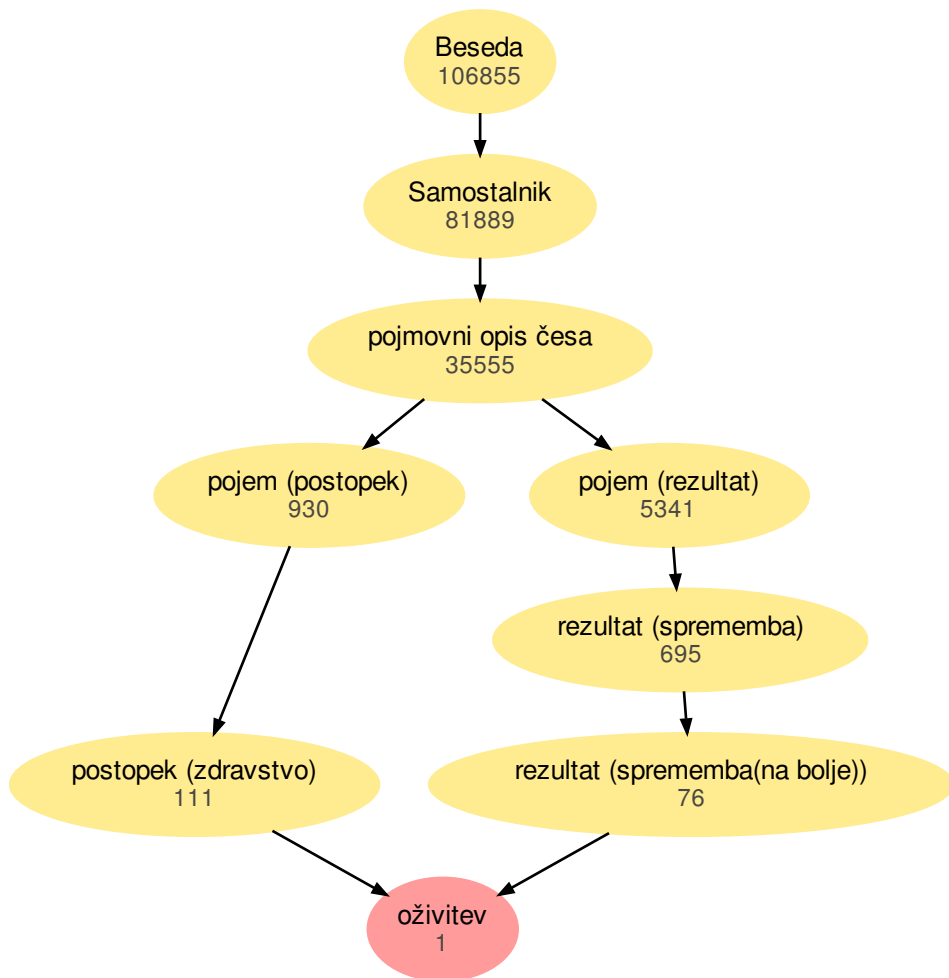 Beseda
106855
Samostalnik
81889
pojmovni opis česa
35555
pojem (postopek)
930
pojem (rezultat)
5341
rezultat (sprememba)
695
postopek (zdravstvo)
111
rezultat (sprememba(na bolje))
76
oživitev
1